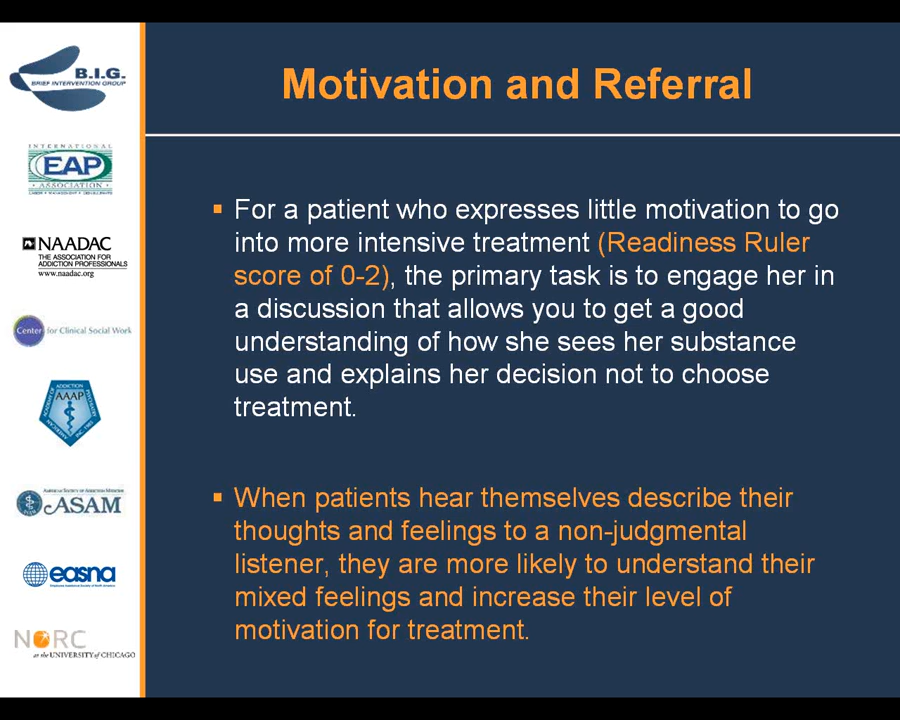 B.I.G.
BRIEF INTERVENTION GROUP
INTERNATIONAL
EAP
ASSOCIATION
NAADAC
THE ASSOCIATION FOR
ADDICTION PROFESSIONALS
www.naadac.org
Center for Clinical Social Work
AAAP
AMERICAN SOCIETY OF ADDICTION MEDICINE
ASAM
easna
NORC
at the UNIVERSITY of CHICAGO
Motivation and Referral
For a patient who expresses little motivation to go
into more intensive treatment (Readiness Ruler
score of 0-2), the primary task is to engage her in
a discussion that allows you to get a good
understanding of how she sees her substance
use and explains her decision not to choose
treatment.
When patients hear themselves describe their
thoughts and feelings to a non-judgmental
listener, they are more likely to understand their
mixed feelings and increase their level of
motivation for treatment.